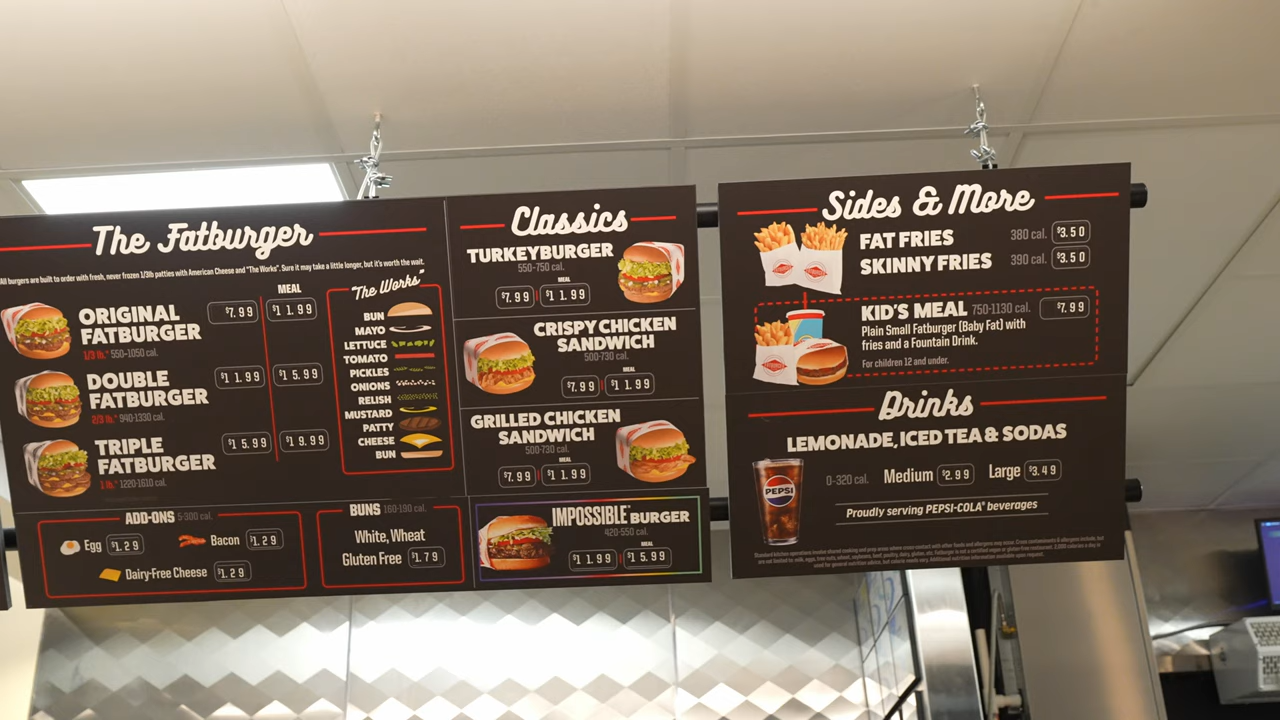 The Fatburger
All burgers are built to order with fresh, never frozen 1/3lb patties with American Cheese and "The Works". Sure it may take a little longer, but it's worth the wait.
MEAL
ORIGINAL
FATBURGER
1/3 lb.* 550-1050 cal.
$7.99
$11.99
DOUBLE
FATBURGER
2/3 lb.* 940-1330 cal.
$11.99
$15.99
TRIPLE
FATBURGER
1 lb.* 1220-1610 cal.
$15.99
$19.99
"The Works"
BUN
MAYO
LETTUCE
TOMATO
PICKLES
ONIONS
RELISH
MUSTARD
PATTY
CHEESE
BUN
ADD-ONS 5-300 cal.
Egg $1.29
Bacon $1.29
Dairy-Free Cheese $1.29
BUNS 160-190 cal.
White, Wheat
Gluten Free $1.79
Classics
TURKEYBURGER
550-750 cal.
MEAL
$7.99 $11.99
CRISPY CHICKEN
SANDWICH
500-730 cal.
MEAL
$7.99 $11.99
GRILLED CHICKEN
SANDWICH
500-730 cal.
MEAL
$7.99 $11.99
IMPOSSIBLE™ BURGER
420-550 cal.
MEAL
$11.99 $15.99
Sides & More
FAT FRIES 380 cal. $3.50
SKINNY FRIES 390 cal. $3.50
KID'S MEAL 750-1130 cal. $7.99
Plain Small Fatburger (Baby Fat) with
fries and a Fountain Drink.
For children 12 and under.
Drinks
LEMONADE, ICED TEA & SODAS
PEPSI
0-320 cal. Medium $2.99 Large $3.49
Proudly serving PEPSI-COLA® beverages